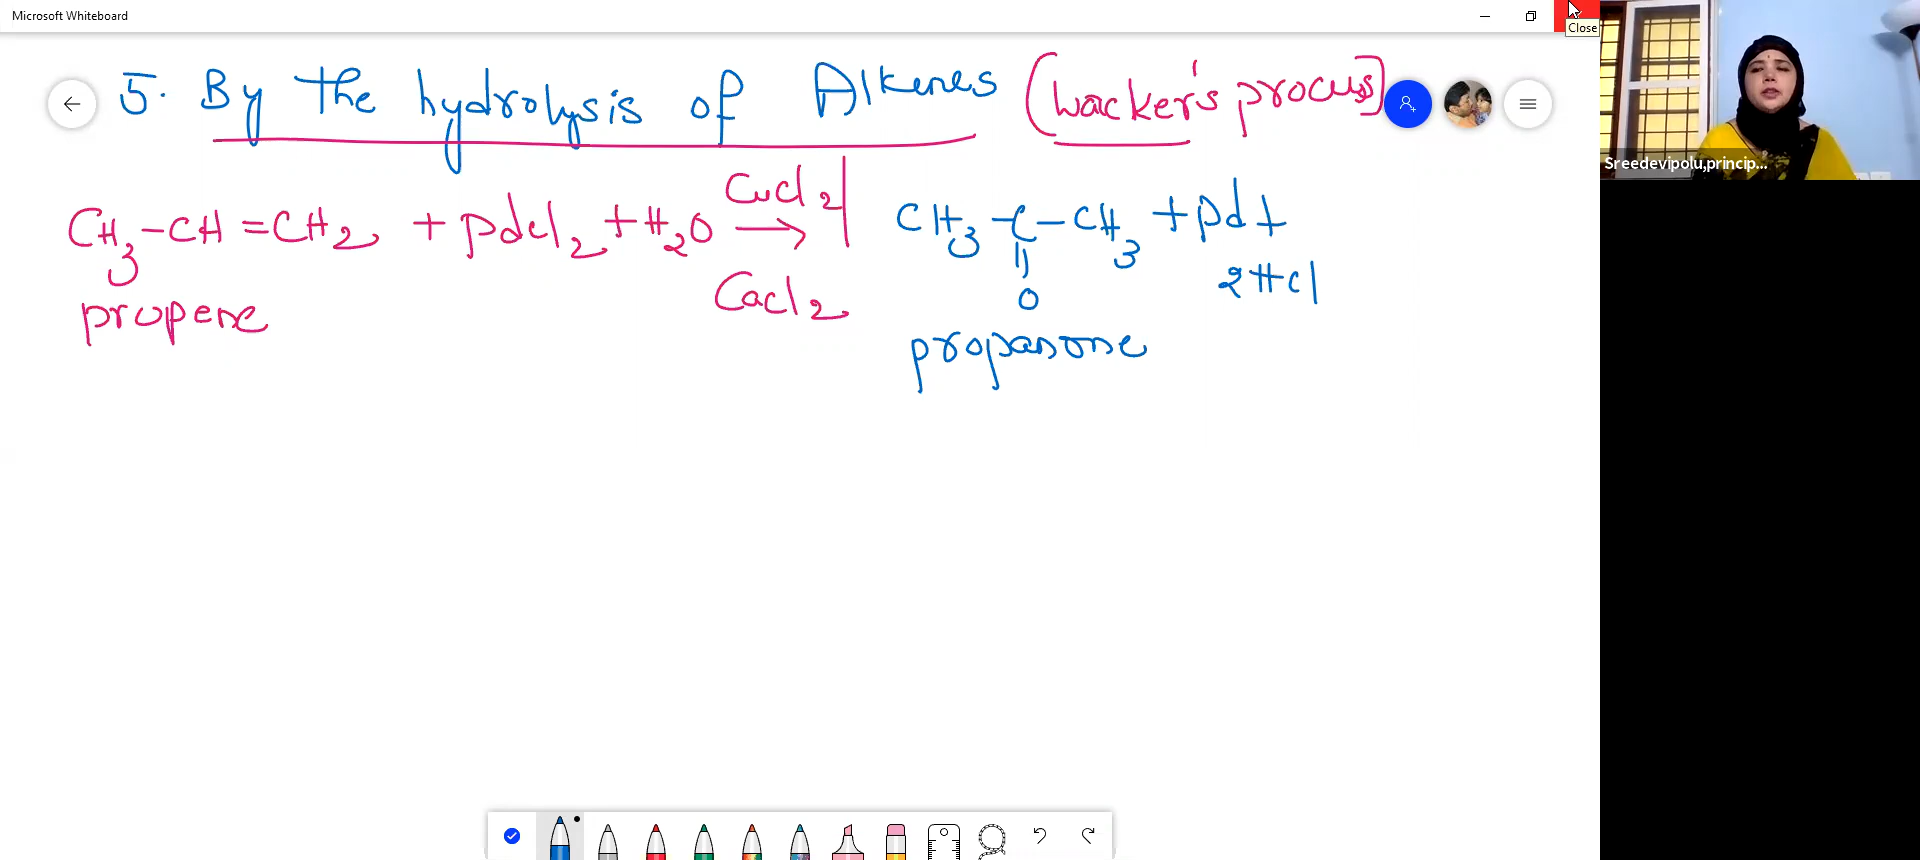 Microsoft Whiteboard
Close
5. By the hydrolysis of Alkenes (wacker's process)
CH3-CH=CH2 + pdcl2 + H2O → CH3-C-CH3 + pd +
Cucl2
Cacl2
||
O
2Hcl
propene
propanone
Sreedevipolu,princip...